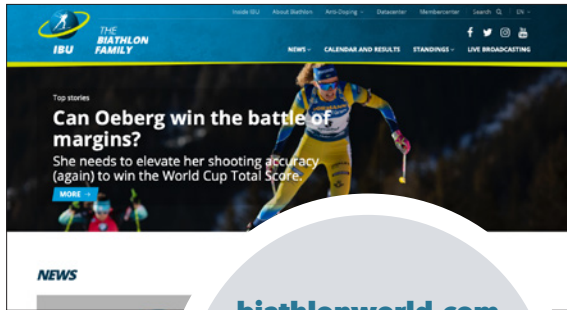 Inside IBU About Biathlon Anti-Doping Datacenter Membercenter Search EN
IBU
THE
BIATHLON
FAMILY
NEWS CALENDAR AND RESULTS STANDINGS LIVE BROADCASTING
Top stories
Can Oeberg win the battle of
margins?
She needs to elevate her shooting accuracy
(again) to win the World Cup Total Score.
MORE →
NEWS
biathlonworld.com